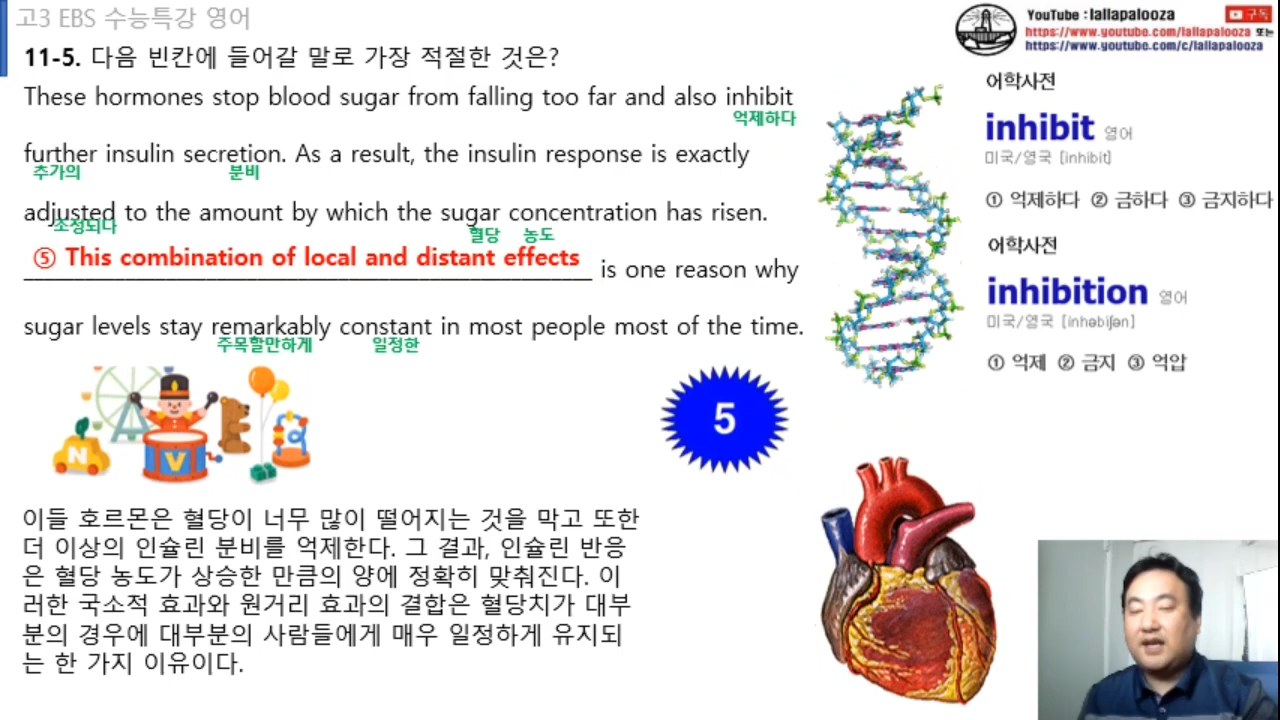 고3 EBS 수능특강 영어
11-5. 다음 빈칸에 들어갈 말로 가장 적절한 것은?
These hormones stop blood sugar from falling too far and also inhibit
억제하다
further insulin secretion. As a result, the insulin response is exactly
추가의 분비
adjusted to the amount by which the sugar concentration has risen.
조정되다 혈당 농도
⑤ This combination of local and distant effects
is one reason why
sugar levels stay remarkably constant in most people most of the time.
주목할만하게 일정한
N A V E R
5
이들 호르몬은 혈당이 너무 많이 떨어지는 것을 막고 또한
더 이상의 인슐린 분비를 억제한다. 그 결과, 인슐린 반응
은 혈당 농도가 상승한 만큼의 양에 정확히 맞춰진다. 이
러한 국소적 효과와 원거리 효과의 결합은 혈당치가 대부
분의 경우에 대부분의 사람들에게 매우 일정하게 유지되
는 한 가지 이유이다.
YouTube : lallapalooza 구독
https://www.youtube.com/lallapalooza 또는
https://www.youtube.com/c/lallapalooza
어학사전
inhibit 영어
미국/영국 [inhíbit]
① 억제하다 ② 금하다 ③ 금지하다
어학사전
inhibition 영어
미국/영국 [inhəbíʃən]
① 억제 ② 금지 ③ 억압